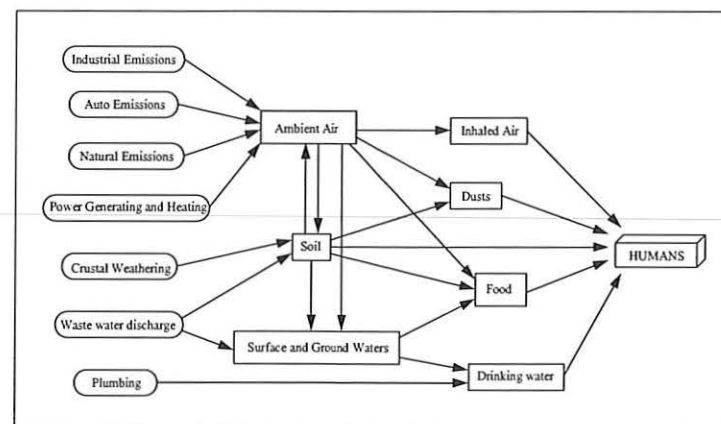 Industrial Emissions
Auto Emissions
Ambient Air
Inhaled Air
Natural Emissions
Dusts
Power Generating and Heating
Soil
HUMANS
Crustal Weathering
Food
Waste water discharge
Surface and Ground Waters
Drinking water
Plumbing